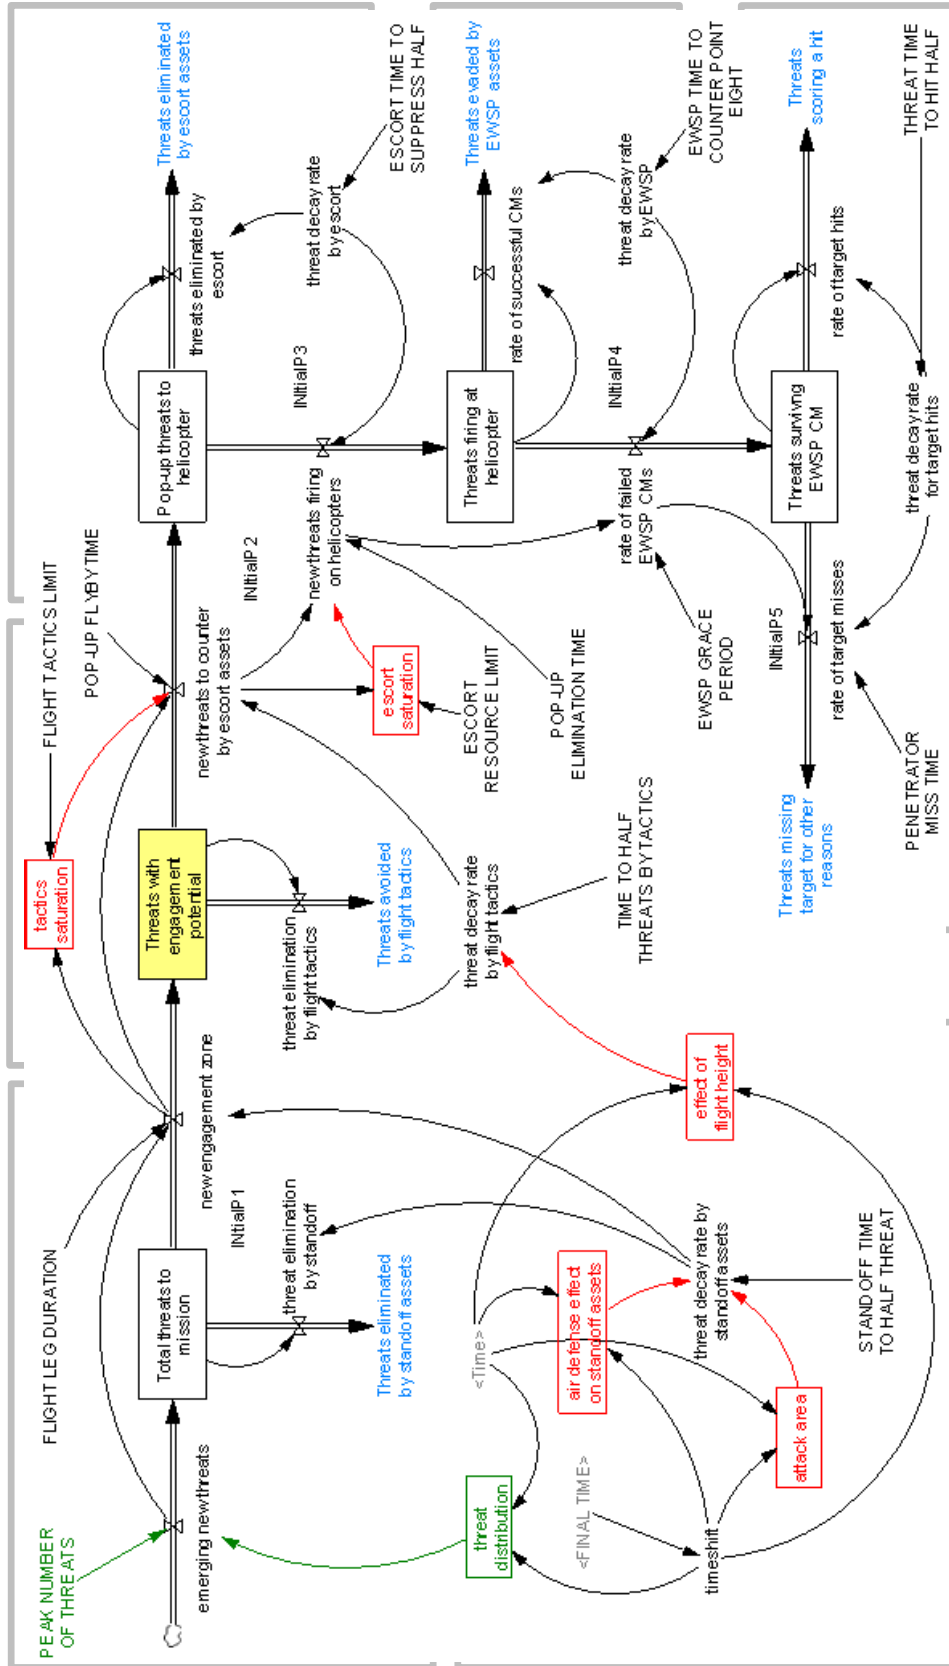 PEAK NUMBER
OF THREATS
emerging new threats
FLIGHT LEG DURATION
Total threats to
mission
INItialP1
new engagement zone
threat elimination
by standoff
Threats eliminated
by standoff assets
tactics
saturation
FLIGHT TACTICS LIMIT
POP-UP FLYBY TIME
Threats with
engagement
potential
new threats to counter
by escort assets
INItialP2
threat elimination
by flight tactics
Threats avoided
by flight tactics
threat decay rate
by flight tactics
TIME TO HALF
THREATS BY TACTICS
Pop-up threats to
helicopter
threats eliminated by
escort
Threats eliminated
by escort assets
threat decay rate
by escort
ESCORT TIME TO
SUPPRESS HALF
INItialP3
new threats firing
on helicopters
escort
saturation
ESCORT
RESOURCE LIMIT
POP-UP
ELIMINATION TIME
Threats firing at
helicopter
rate of successful CMs
Threats evaded by
EWSP assets
threat decay rate
by EWSP
EWSP TIME TO
COUNTER POINT
EIGHT
INItialP4
rate of failed
EWSP CMs
EWSP GRACE
PERIOD
Threats surviving
EWSP CM
rate of target hits
Threats
scoring a hit
THREAT TIME
TO HIT HALF
threat decay rate
for target hits
INItialP5
rate of target misses
PENETRATOR
MISS TIME
Threats missing
target for other
reasons
threat
distribution
<Time>
<FINAL TIME>
timeshift
air defense effect
on standoff assets
attack area
threat decay rate by
standoff assets
STANDOFF TIME
TO HALF THREAT
effect of
flight height